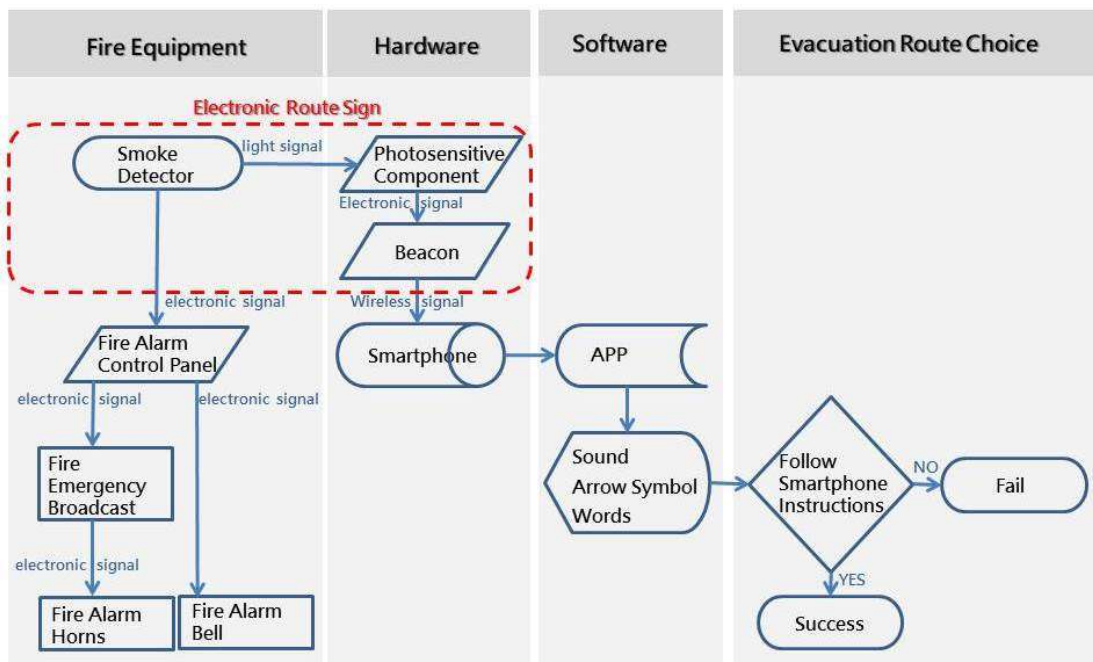 Fire Equipment
Hardware
Software
Evacuation Route Choice
Electronic Route Sign
Smoke
Detector
light signal
Photosensitive
Component
Electronic signal
Beacon
electronic signal
Wireless signal
Fire Alarm
Control Panel
Smartphone
APP
electronic signal
electronic signal
Fire
Emergency
Broadcast
Sound
Arrow Symbol
Words
Follow
Smartphone
Instructions
NO
Fail
electronic signal
YES
Fire Alarm
Horns
Fire Alarm
Bell
Success